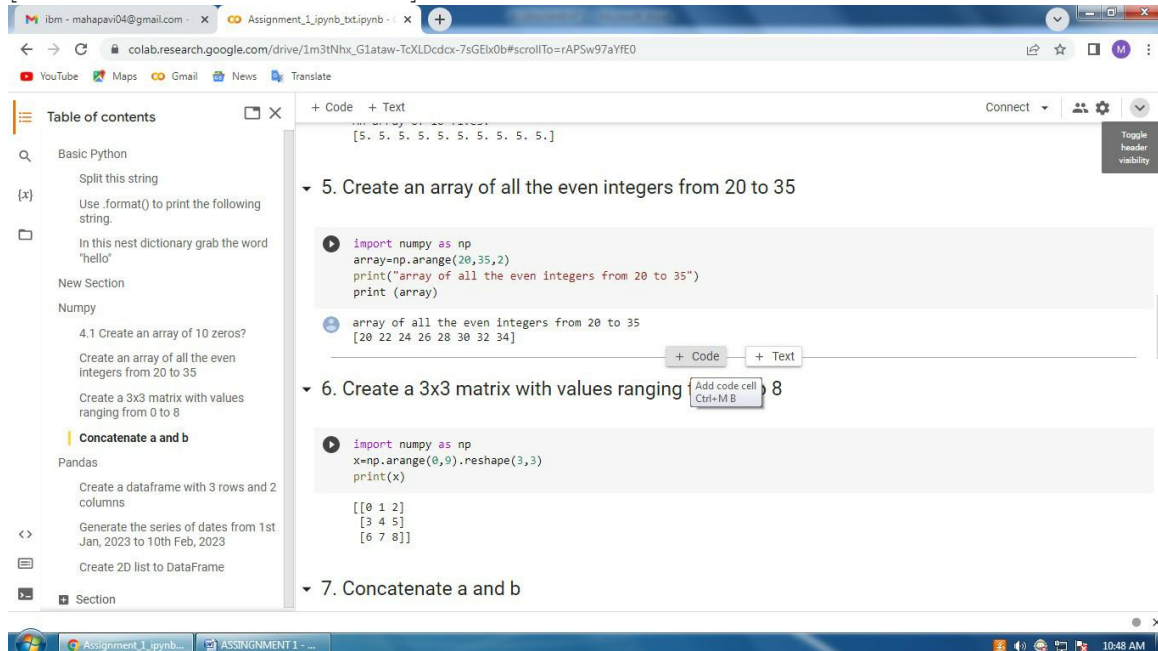 ibm - mahapavi04@gmail.com -
Assignment_1_ipynb_txt.ipynb -
colab.research.google.com/drive/1m3tNhx_G1ataw-TcXLDcdcx-7sGElx0b#scrollTo=rAPSw97aYfE0
M
YouTube Maps Gmail News Translate
Table of contents
+ Code + Text
Connect
Toggle
header
visibility
[5. 5. 5. 5. 5. 5. 5. 5. 5. 5.]
Basic Python
Split this string
Use .format() to print the following
string.
In this nest dictionary grab the word
"hello"
New Section
Numpy
4.1 Create an array of 10 zeros?
Create an array of all the even
integers from 20 to 35
Create a 3x3 matrix with values
ranging from 0 to 8
Concatenate a and b
Pandas
Create a dataframe with 3 rows and 2
columns
Generate the series of dates from 1st
Jan, 2023 to 10th Feb, 2023
Create 2D list to DataFrame
Section
{x}
5. Create an array of all the even integers from 20 to 35
import numpy as np
array=np.arange(20,35,2)
print("array of all the even integers from 20 to 35")
print (array)
array of all the even integers from 20 to 35
[20 22 24 26 28 30 32 34]
+ Code + Text
Add code cell
Ctrl+M B
6. Create a 3x3 matrix with values ranging 8
import numpy as np
x=np.arange(0,9).reshape(3,3)
print(x)
[[0 1 2]
[3 4 5]
[6 7 8]]
7. Concatenate a and b
Assignment_1_ipynb... ASSINGNMENT 1 - ...
10:48 AM